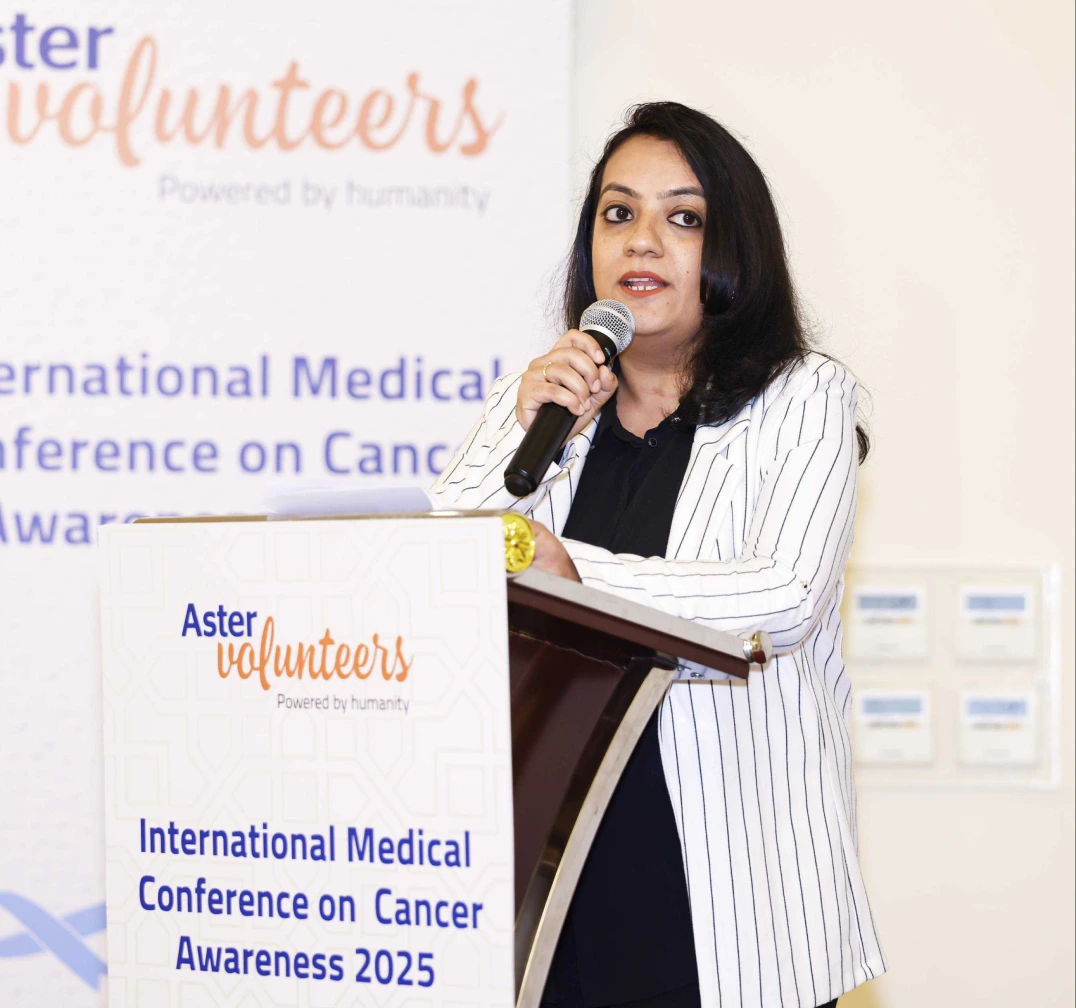 ster
volunteers
Powered by humanity
ernational Medical
nference on Canc
Aware
Aster
volunteers
Powered by humanity
International Medical
Conference on Cancer
Awareness 2025